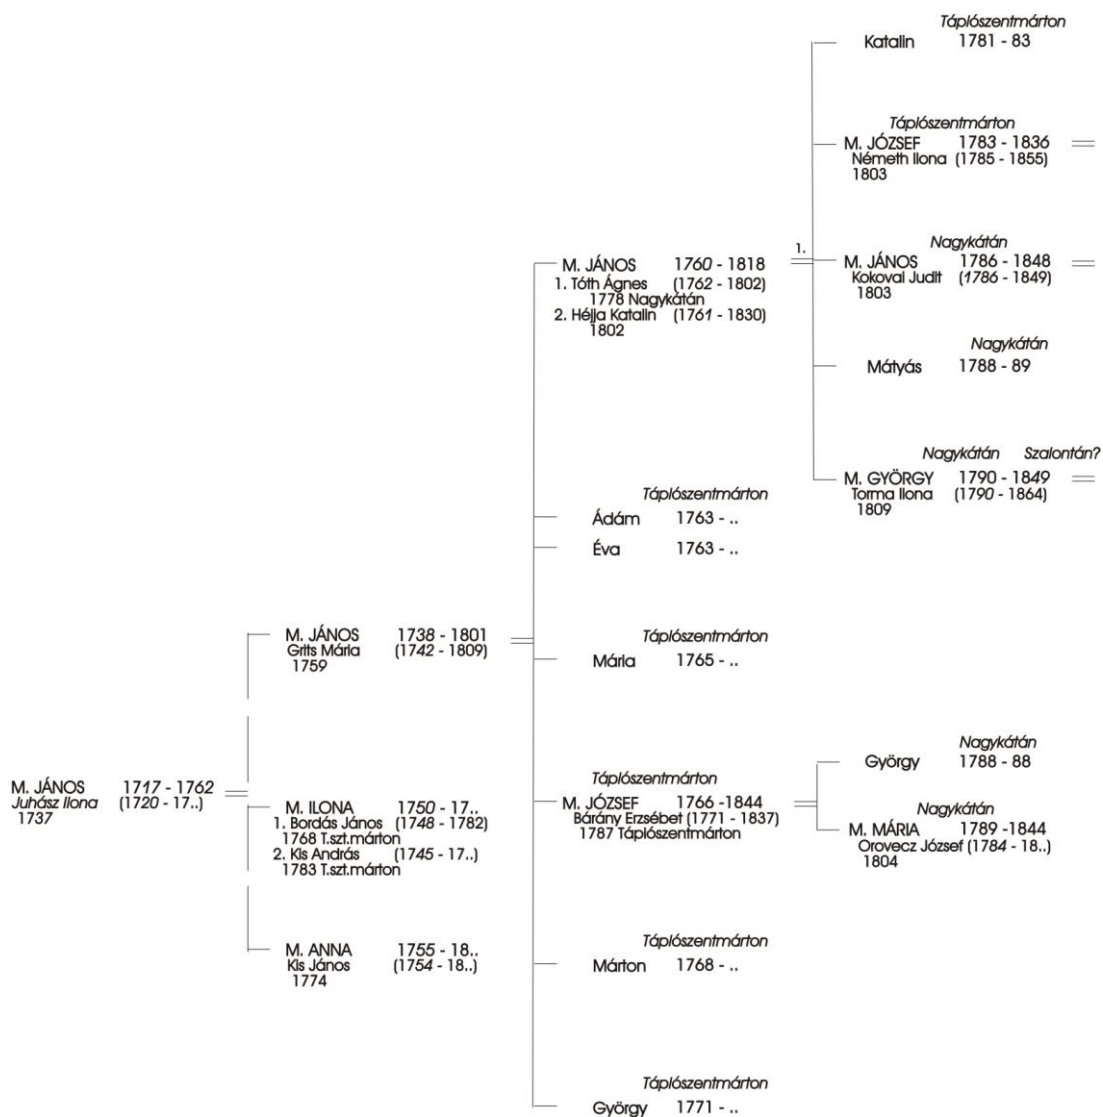 Táplószentmárton
Katalin 1781 - 83
Táplószentmárton
M. JÓZSEF 1783 - 1836
Németh Ilona (1785 - 1855)
1803
1.
Nagykátán
M. JÁNOS 1786 - 1848
Kokovai Judit (1786 - 1849)
1803
M. JÁNOS 1760 - 1818
1. Tóth Ágnes (1762 - 1802)
1778 Nagykátán
2. Héjja Katalin (1761 - 1830)
1802
Nagykátán
Mátyás 1788 - 89
Nagykátán Szalontán?
M. GYÖRGY 1790 - 1849
Torma Ilona (1790 - 1864)
1809
Táplószentmárton
Ádám 1763 - ..
Éva 1763 - ..
M. JÁNOS 1738 - 1801
Grits Mária (1742 - 1809)
1759
Táplószentmárton
Mária 1765 - ..
Nagykátán
György 1788 - 88
M. JÁNOS 1717 - 1762
Juhász Ilona (1720 - 17..)
1737
M. ILONA 1750 - 17..
1. Bordás János (1748 - 1782)
1768 T.szt.márton
2. Kis András (1745 - 17..)
1783 T.szt.márton
Táplószentmárton
M. JÓZSEF 1766 -1844
Bárány Erzsébet (1771 - 1837)
1787 Táplószentmárton
Nagykátán
M. MÁRIA 1789 -1844
Orovecz József (1784 - 18..)
1804
M. ANNA 1755 - 18..
Kis János (1754 - 18..)
1774
Táplószentmárton
Márton 1768 - ..
Táplószentmárton
György 1771 - ..